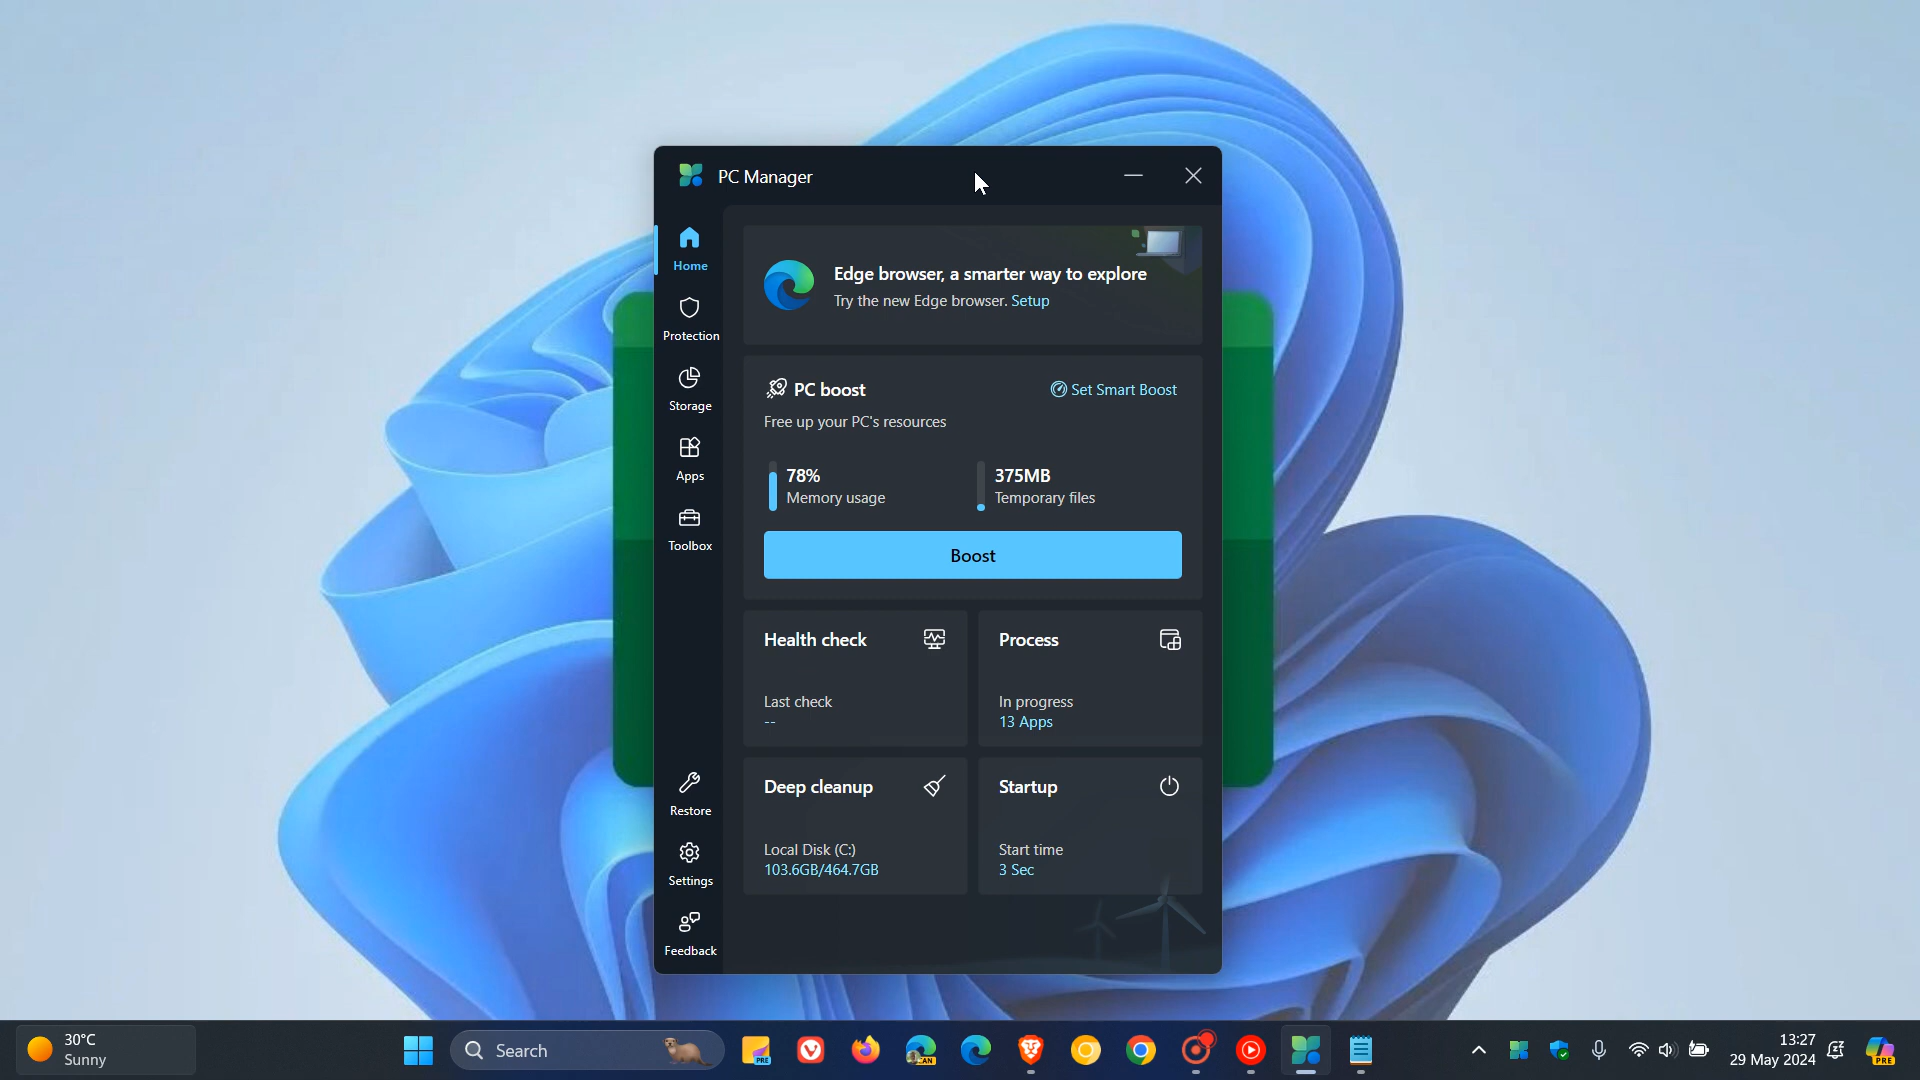 PC Manager
Home
Protection
Storage
Apps
Toolbox
Restore
Settings
Feedback
Edge browser, a smarter way to explore
Try the new Edge browser. Setup
PC boost
Set Smart Boost
Free up your PC's resources
78%
Memory usage
375MB
Temporary files
Boost
Health check
Last check
--
Process
In progress
13 Apps
Deep cleanup
Local Disk (C:)
103.6GB/464.7GB
Startup
Start time
3 Sec
30°C
Sunny
Search
PRE
CAN
13:27
29 May 2024
PRE